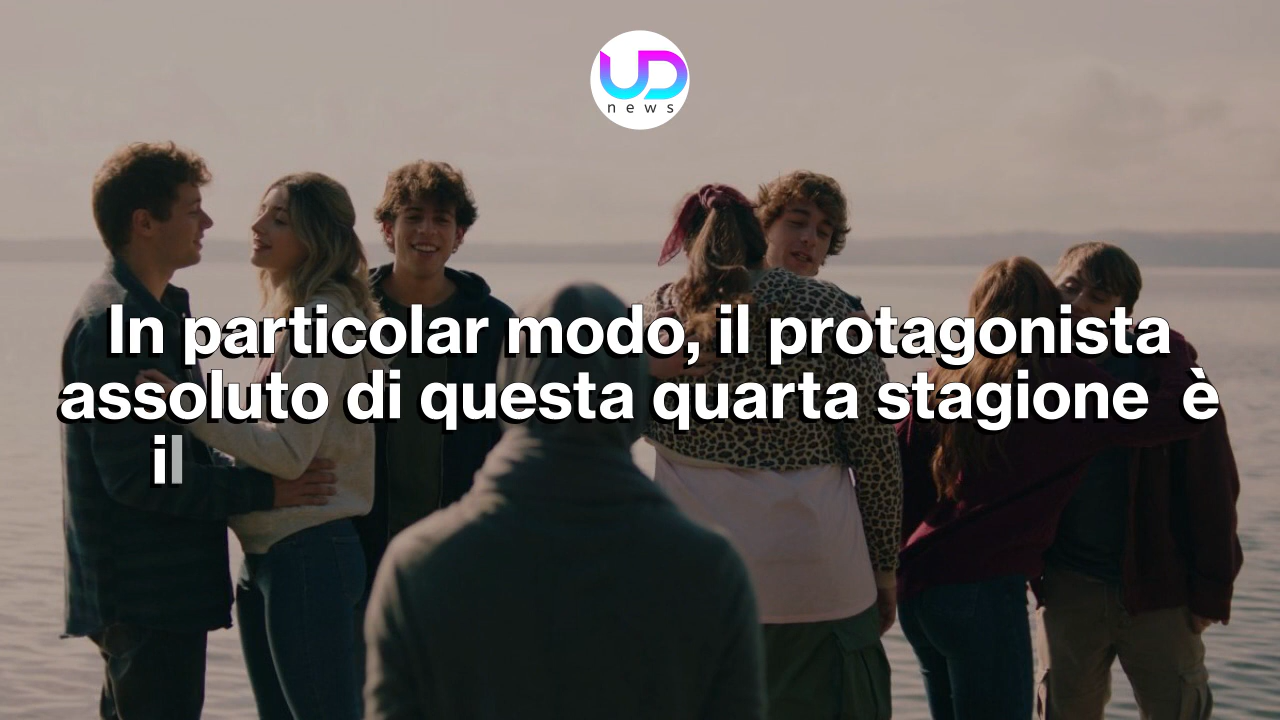 UD
news
In particolar modo, il protagonista
assoluto di questa quarta stagione è
il